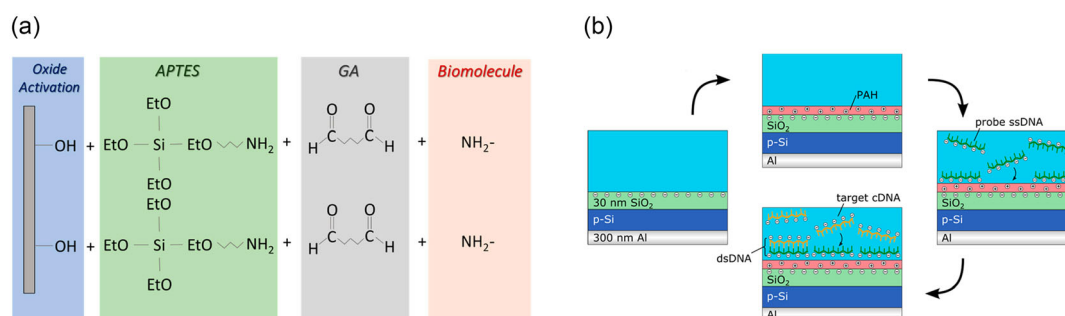 (a)
Oxide
Activation
APTES
GA
Biomolecule
EtO
O O
OH + EtO Si EtO NH₂ + H C C H + NH₂-
EtO
EtO
O O
OH + EtO Si EtO NH₂ + H C C H + NH₂-
EtO
(b)
30 nm SiO₂
p-Si
300 nm Al
PAH
SiO₂
p-Si
Al
probe ssDNA
SiO₂
p-Si
Al
target cDNA
dsDNA
SiO₂
p-Si
Al